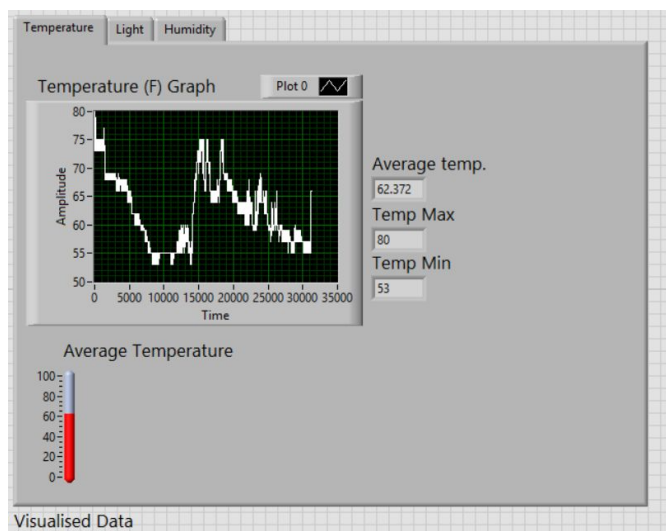 Temperature Light Humidity
Temperature (F) Graph Plot 0
80
75
70
65
60
55
50
Amplitude
0 5000 10000 15000 20000 25000 30000 35000
Time
Average temp.
62.372
Temp Max
80
Temp Min
53
Average Temperature
100
80
60
40
20
0
Visualised Data